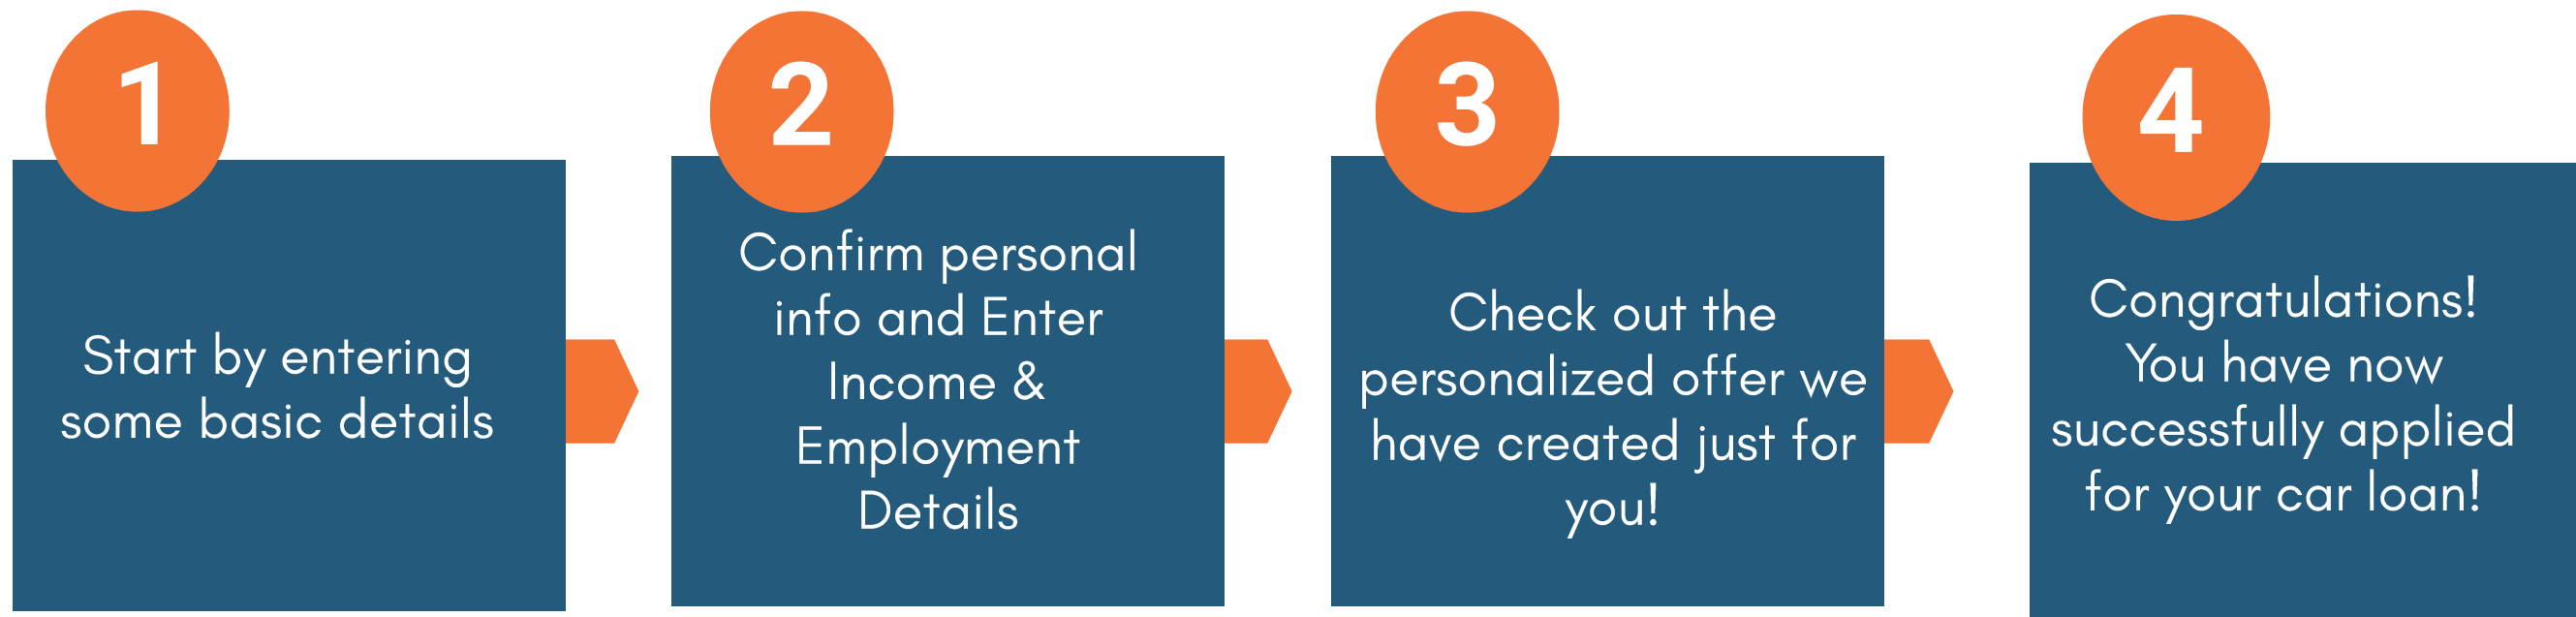 1
Start by entering
some basic details
2
Confirm personal
info and Enter
Income &
Employment
Details
3
Check out the
personalized offer we
have created just for
you!
4
Congratulations!
You have now
successfully applied
for your car loan!